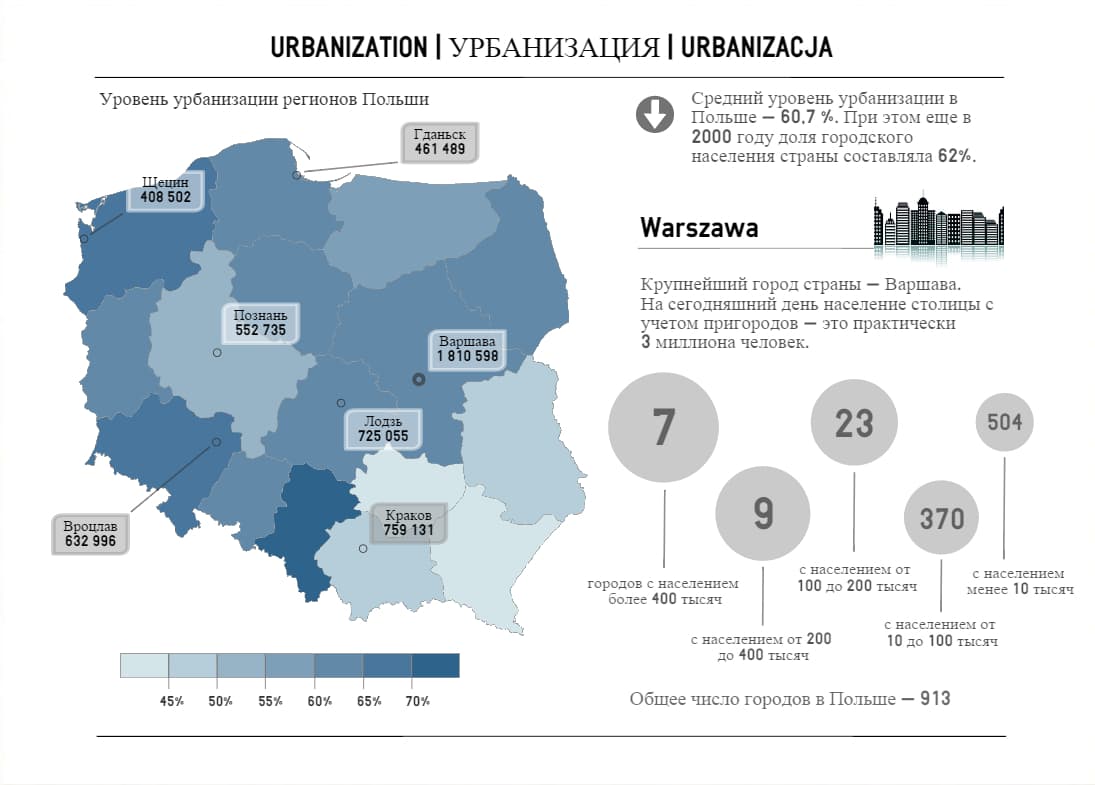 URBANIZATION | УРБАНИЗАЦИЯ | URBANIZACJA
Уровень урбанизации регионов Польши
Гданьск
461 489
Щецин
408 502
Познань
552 735
Варшава
1 810 598
Лодзь
725 055
Вроцлав
632 996
Краков
759 131
45%
50%
55%
60%
65%
70%
Средний уровень урбанизации в
Польше — 60,7 %. При этом еще в
2000 году доля городского
населения страны составляла 62%.
Warszawa
Крупнейший город страны — Варшава.
На сегодняшний день население столицы с
учетом пригородов — это практически
3 миллиона человек.
7
городов с населением
более 400 тысяч
9
с населением от 200
до 400 тысяч
23
с населением от
100 до 200 тысяч
370
с населением от
10 до 100 тысяч
504
с населением
менее 10 тысяч
Общее число городов в Польше — 913